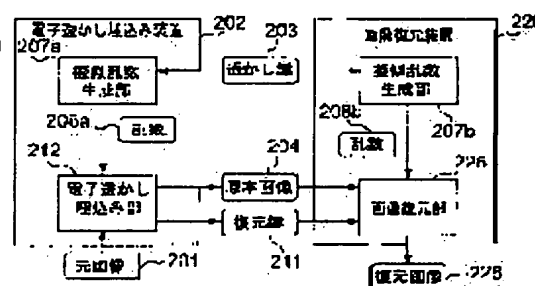 電子透かし埋込み装置
202
203
画像復元装置
220
207a
擬似乱数
生成部
透かし鍵
擬似乱数
生成部
206a
乱数
208b
乱数
207b
212
204
226
電子透かし
埋込み部
原本画像
画像復元部
復元鍵
元画像
201
211
復元画像
228